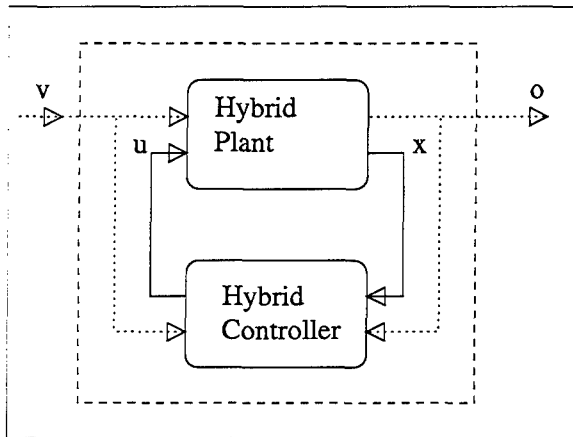 v
o
Hybrid
Plant
u
x
Hybrid
Controller